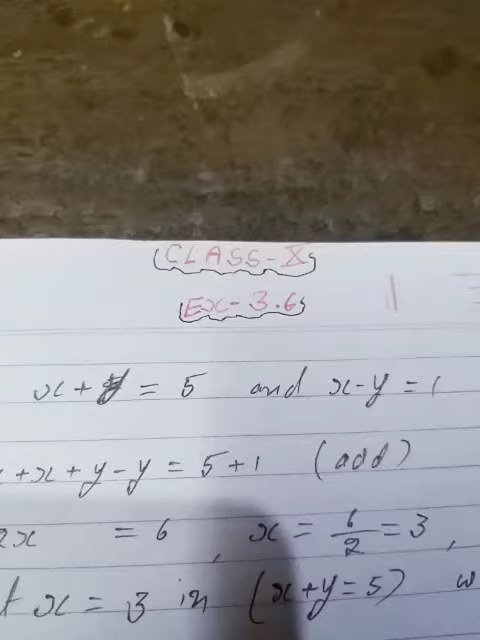 CLASS-X
Ex-3.6
x + y = 5 and x-y = 1
+x+y-y = 5+1 (add)
2x = 6, x = 6/2 = 3,
x = 3 in (x+y=5)